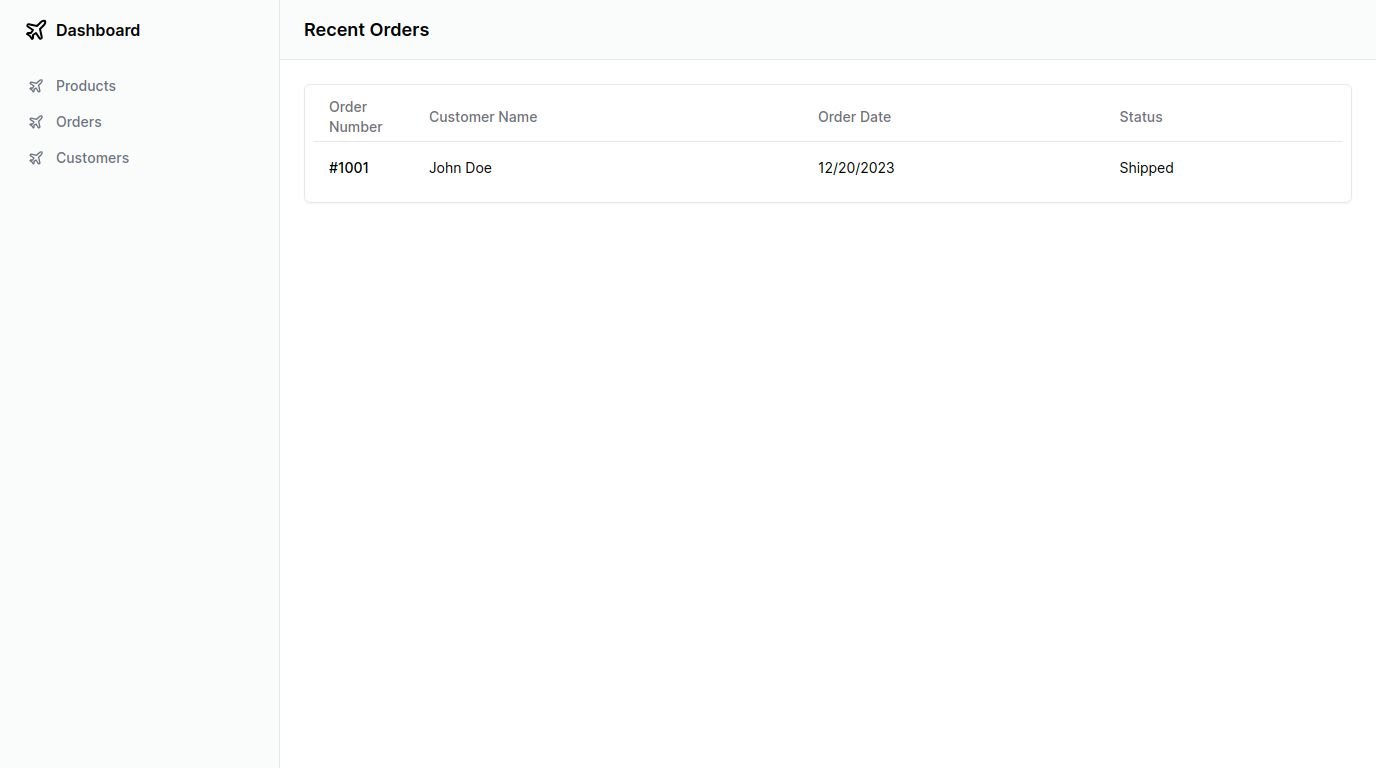 Dashboard
Products
Orders
Customers
Recent Orders
Order
Number
Customer Name
Order Date
Status
#1001
John Doe
12/20/2023
Shipped